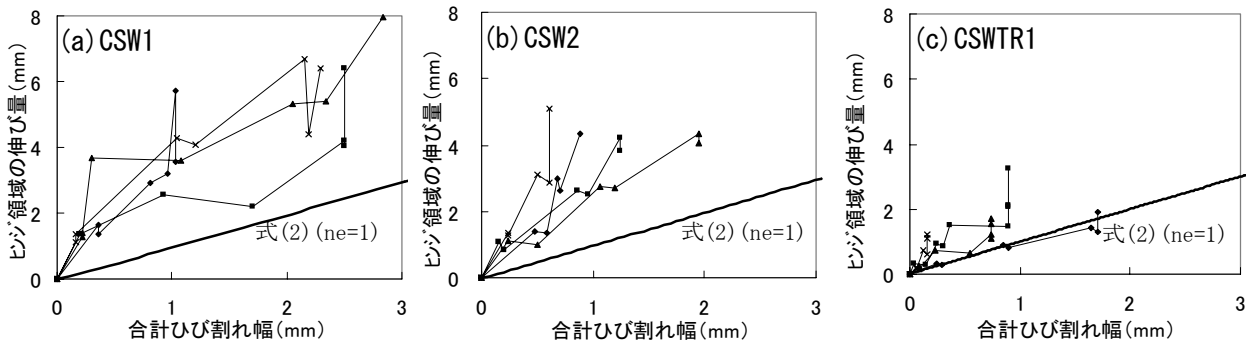 (a) CSW1
ヒンジ領域の伸び量(mm)
8
6
4
2
0
式(2)(ne=1)
0 1 2 3
合計ひび割れ幅(mm)
(b) CSW2
ヒンジ領域の伸び量(mm)
8
6
4
2
0
式(2)(ne=1)
0 1 2 3
合計ひび割れ幅(mm)
(c) CSWTR1
ヒンジ領域の伸び量(mm)
8
6
4
2
0
式(2)(ne=1)
0 1 2 3
合計ひび割れ幅(mm)